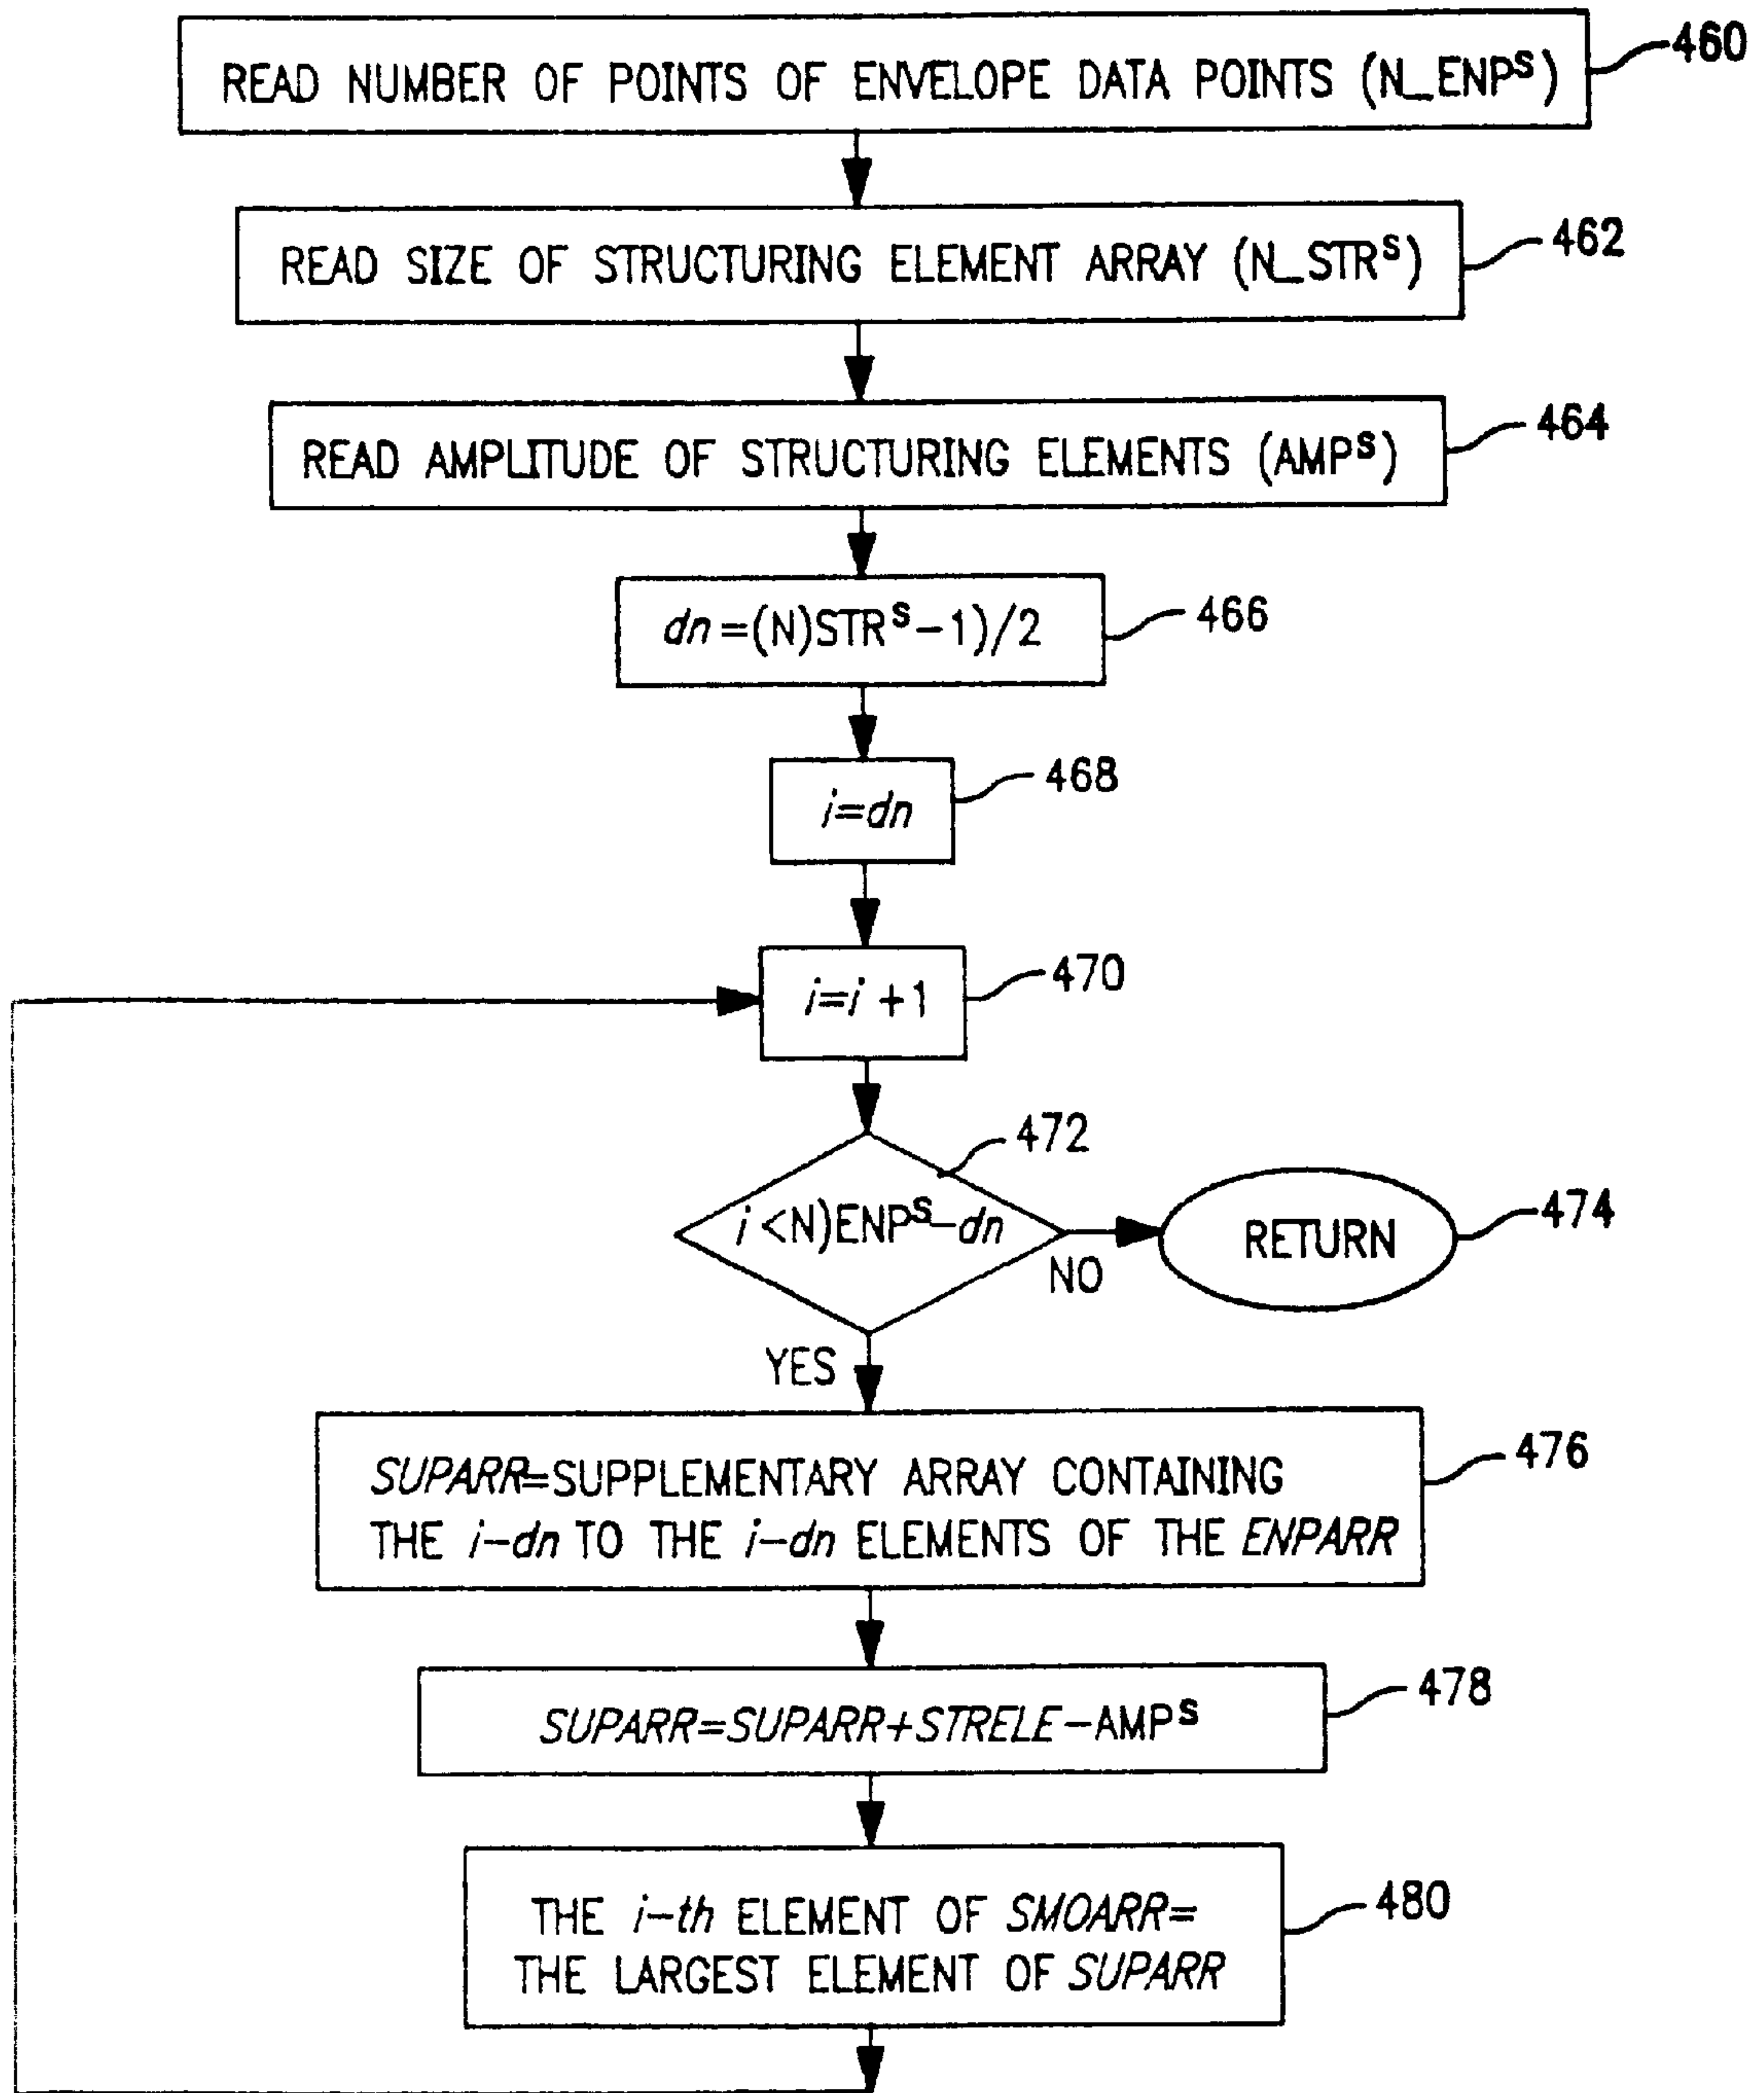 READ NUMBER OF POINTS OF ENVELOPE DATA POINTS (N_ENPˢ)
460
READ SIZE OF STRUCTURING ELEMENT ARRAY (N_STRˢ)
462
READ AMPLITUDE OF STRUCTURING ELEMENTS (AMPˢ)
464
dn=(N)STRˢ-1)/2
466
i=dn
468
i=i+1
470
472
i<N)ENPˢ-dn
NO
RETURN
474
YES
SUPARR=SUPPLEMENTARY ARRAY CONTAINING
THE i-dn TO THE i-dn ELEMENTS OF THE ENPARR
476
SUPARR=SUPARR+STRELE-AMPˢ
478
THE i-th ELEMENT OF SMOARR=
THE LARGEST ELEMENT OF SUPARR
480